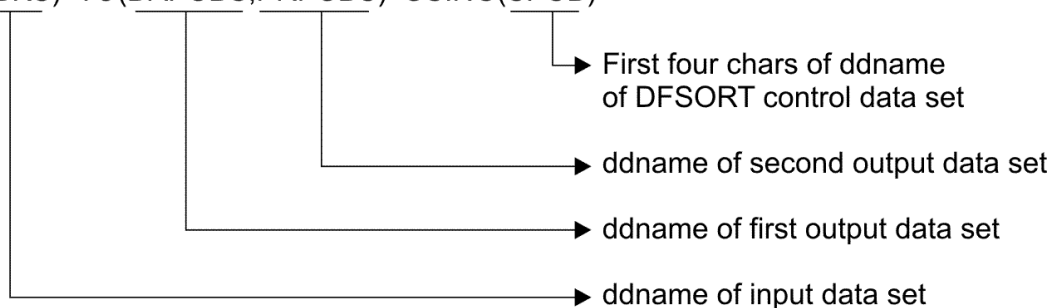 First four chars of ddname
of DFSORT control data set
ddname of second output data set
ddname of first output data set
ddname of input data set